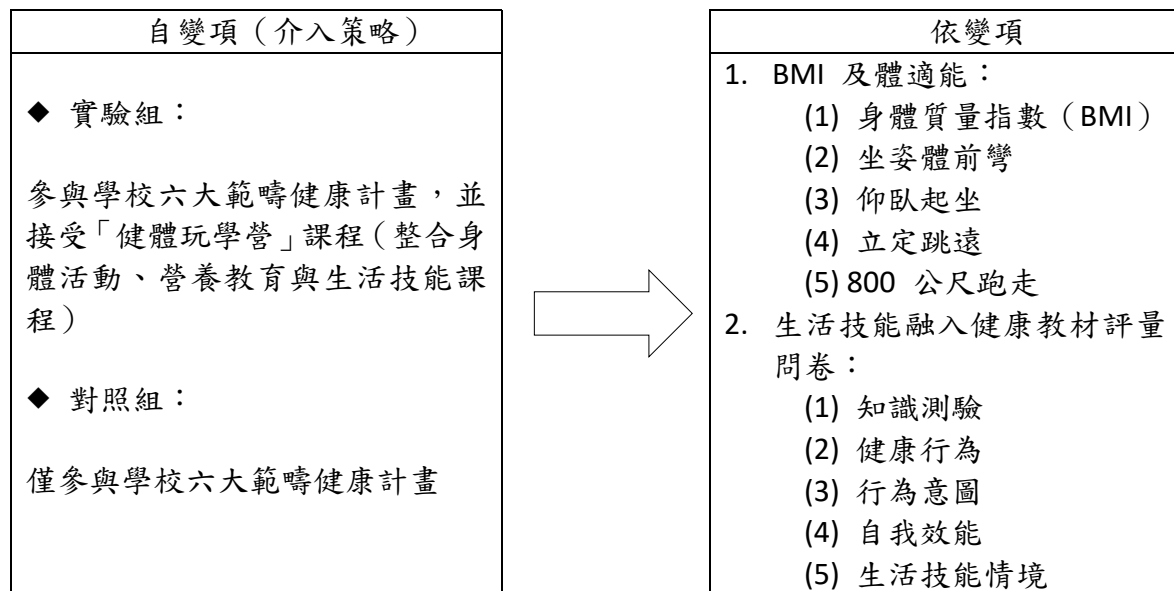 自變項（介入策略）
◆ 實驗組：
參與學校六大範疇健康計畫，並
接受「健體玩學營」課程（整合身
體活動、營養教育與生活技能課
程）
◆ 對照組：
僅參與學校六大範疇健康計畫
依變項
1. BMI 及體適能：
(1) 身體質量指數（BMI）
(2) 坐姿體前彎
(3) 仰臥起坐
(4) 立定跳遠
(5) 800 公尺跑走
2. 生活技能融入健康教材評量
問卷：
(1) 知識測驗
(2) 健康行為
(3) 行為意圖
(4) 自我效能
(5) 生活技能情境